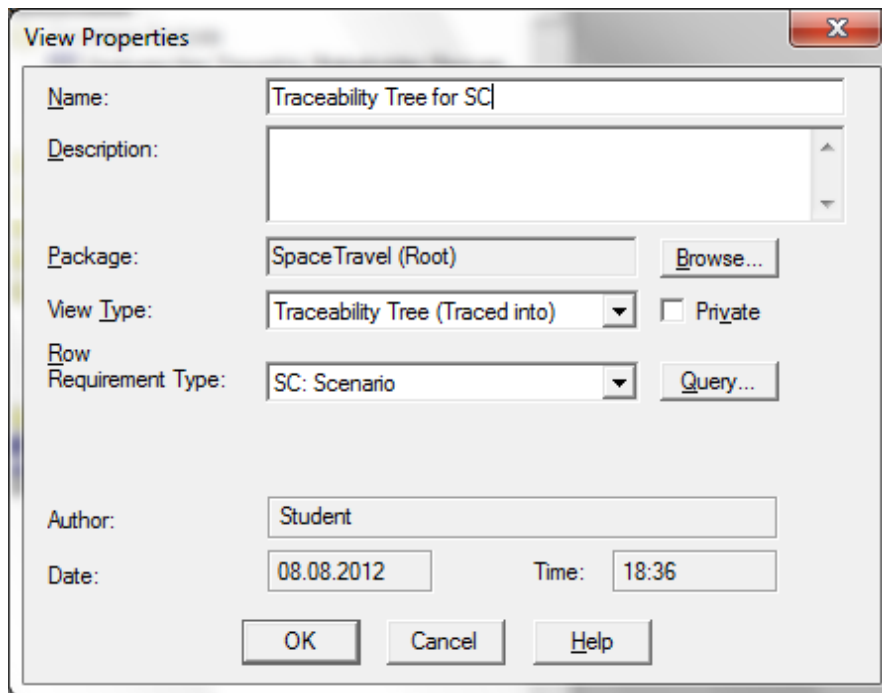 View Properties
Name: Traceability Tree for SC
Description:
Package: SpaceTravel (Root) Browse...
View Type: Traceability Tree (Traced into) Private
Row
Requirement Type: SC: Scenario Query...
Author: Student
Date: 08.08.2012 Time: 18:36
OK Cancel Help